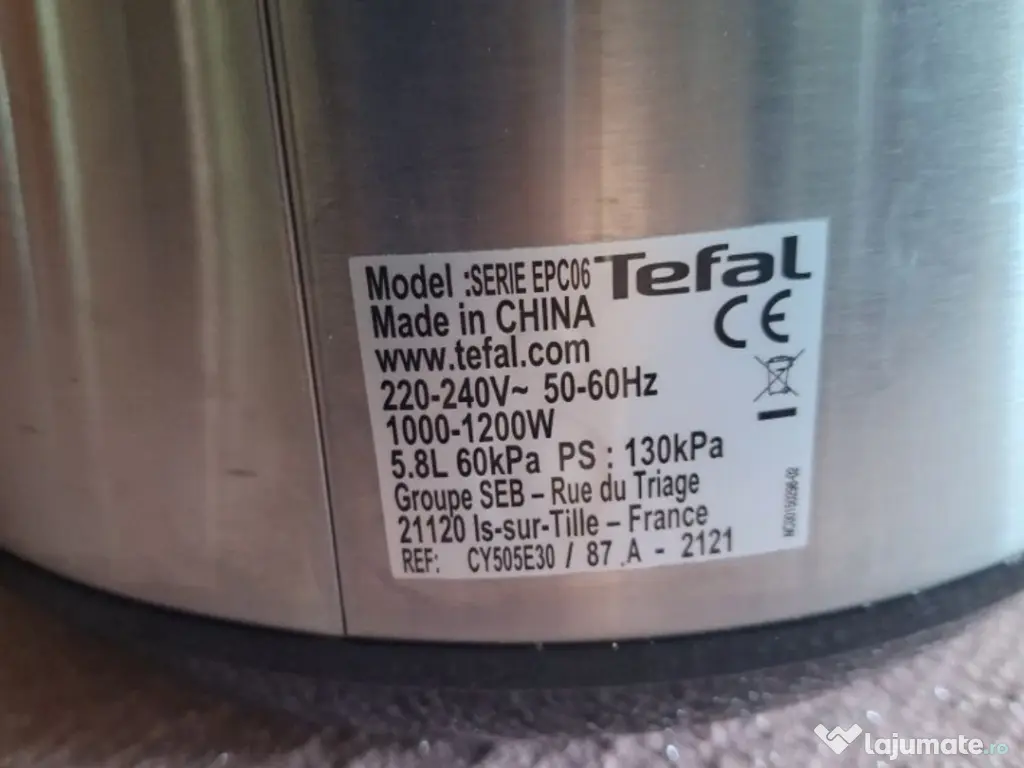 Model :SERIE EPC06 Tefal
Made in CHINA
CE
www.tefal.com
220-240V~ 50-60Hz
1000-1200W
5.8L 60kPa PS : 130kPa
Groupe SEB – Rue du Triage
21120 Is-sur-Tille – France
REF: CY505E30 / 87 .A - 2121
lajumate.ro